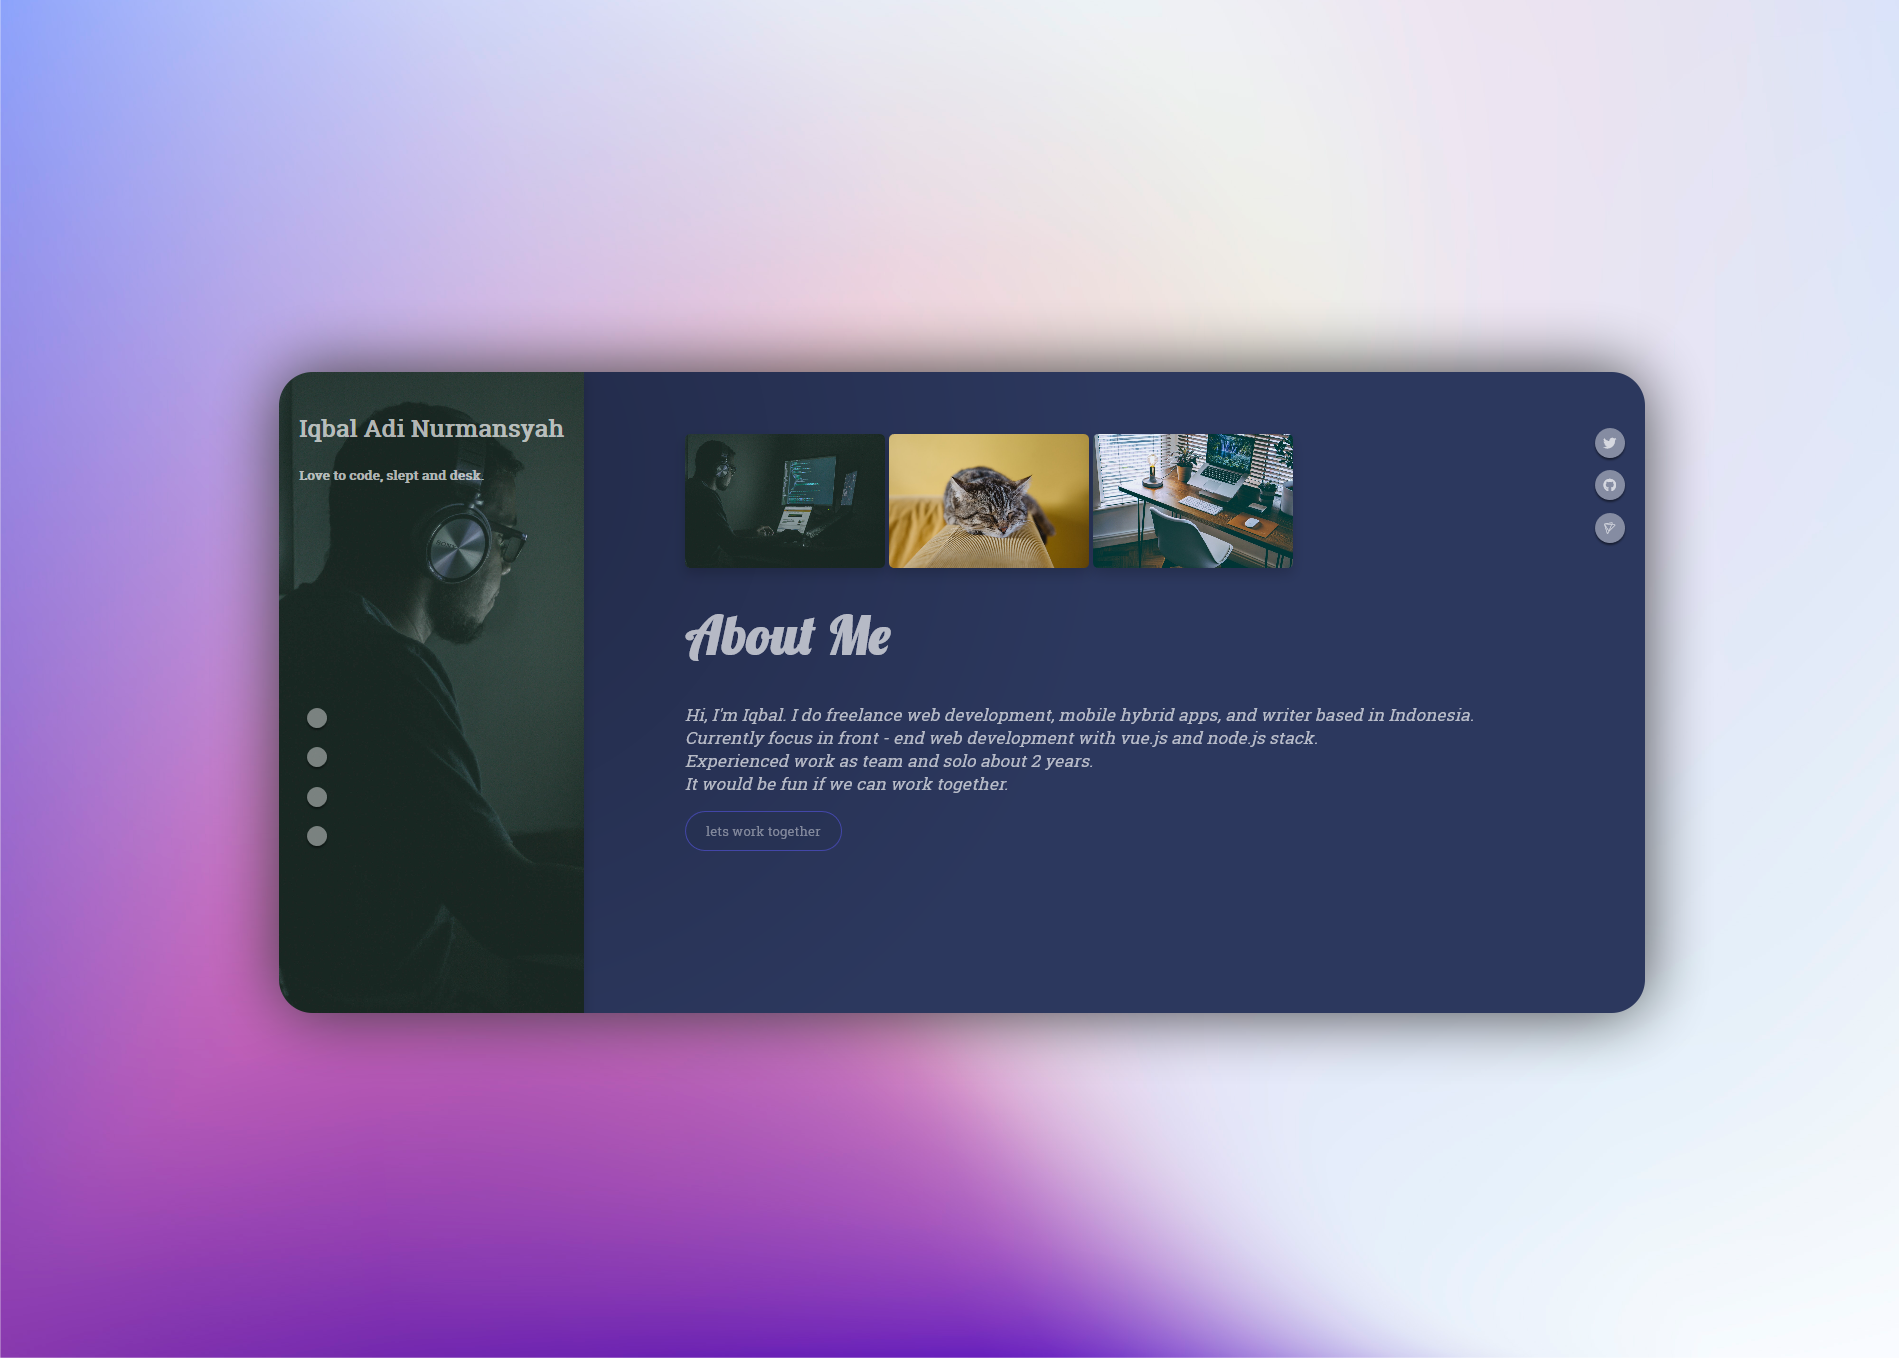 Iqbal Adi Nurmansyah
Love to code, slept and desk.
About Me
Hi, I'm Iqbal. I do freelance web development, mobile hybrid apps, and writer based in Indonesia.
Currently focus in front - end web development with vue.js and node.js stack.
Experienced work as team and solo about 2 years.
It would be fun if we can work together.
lets work together